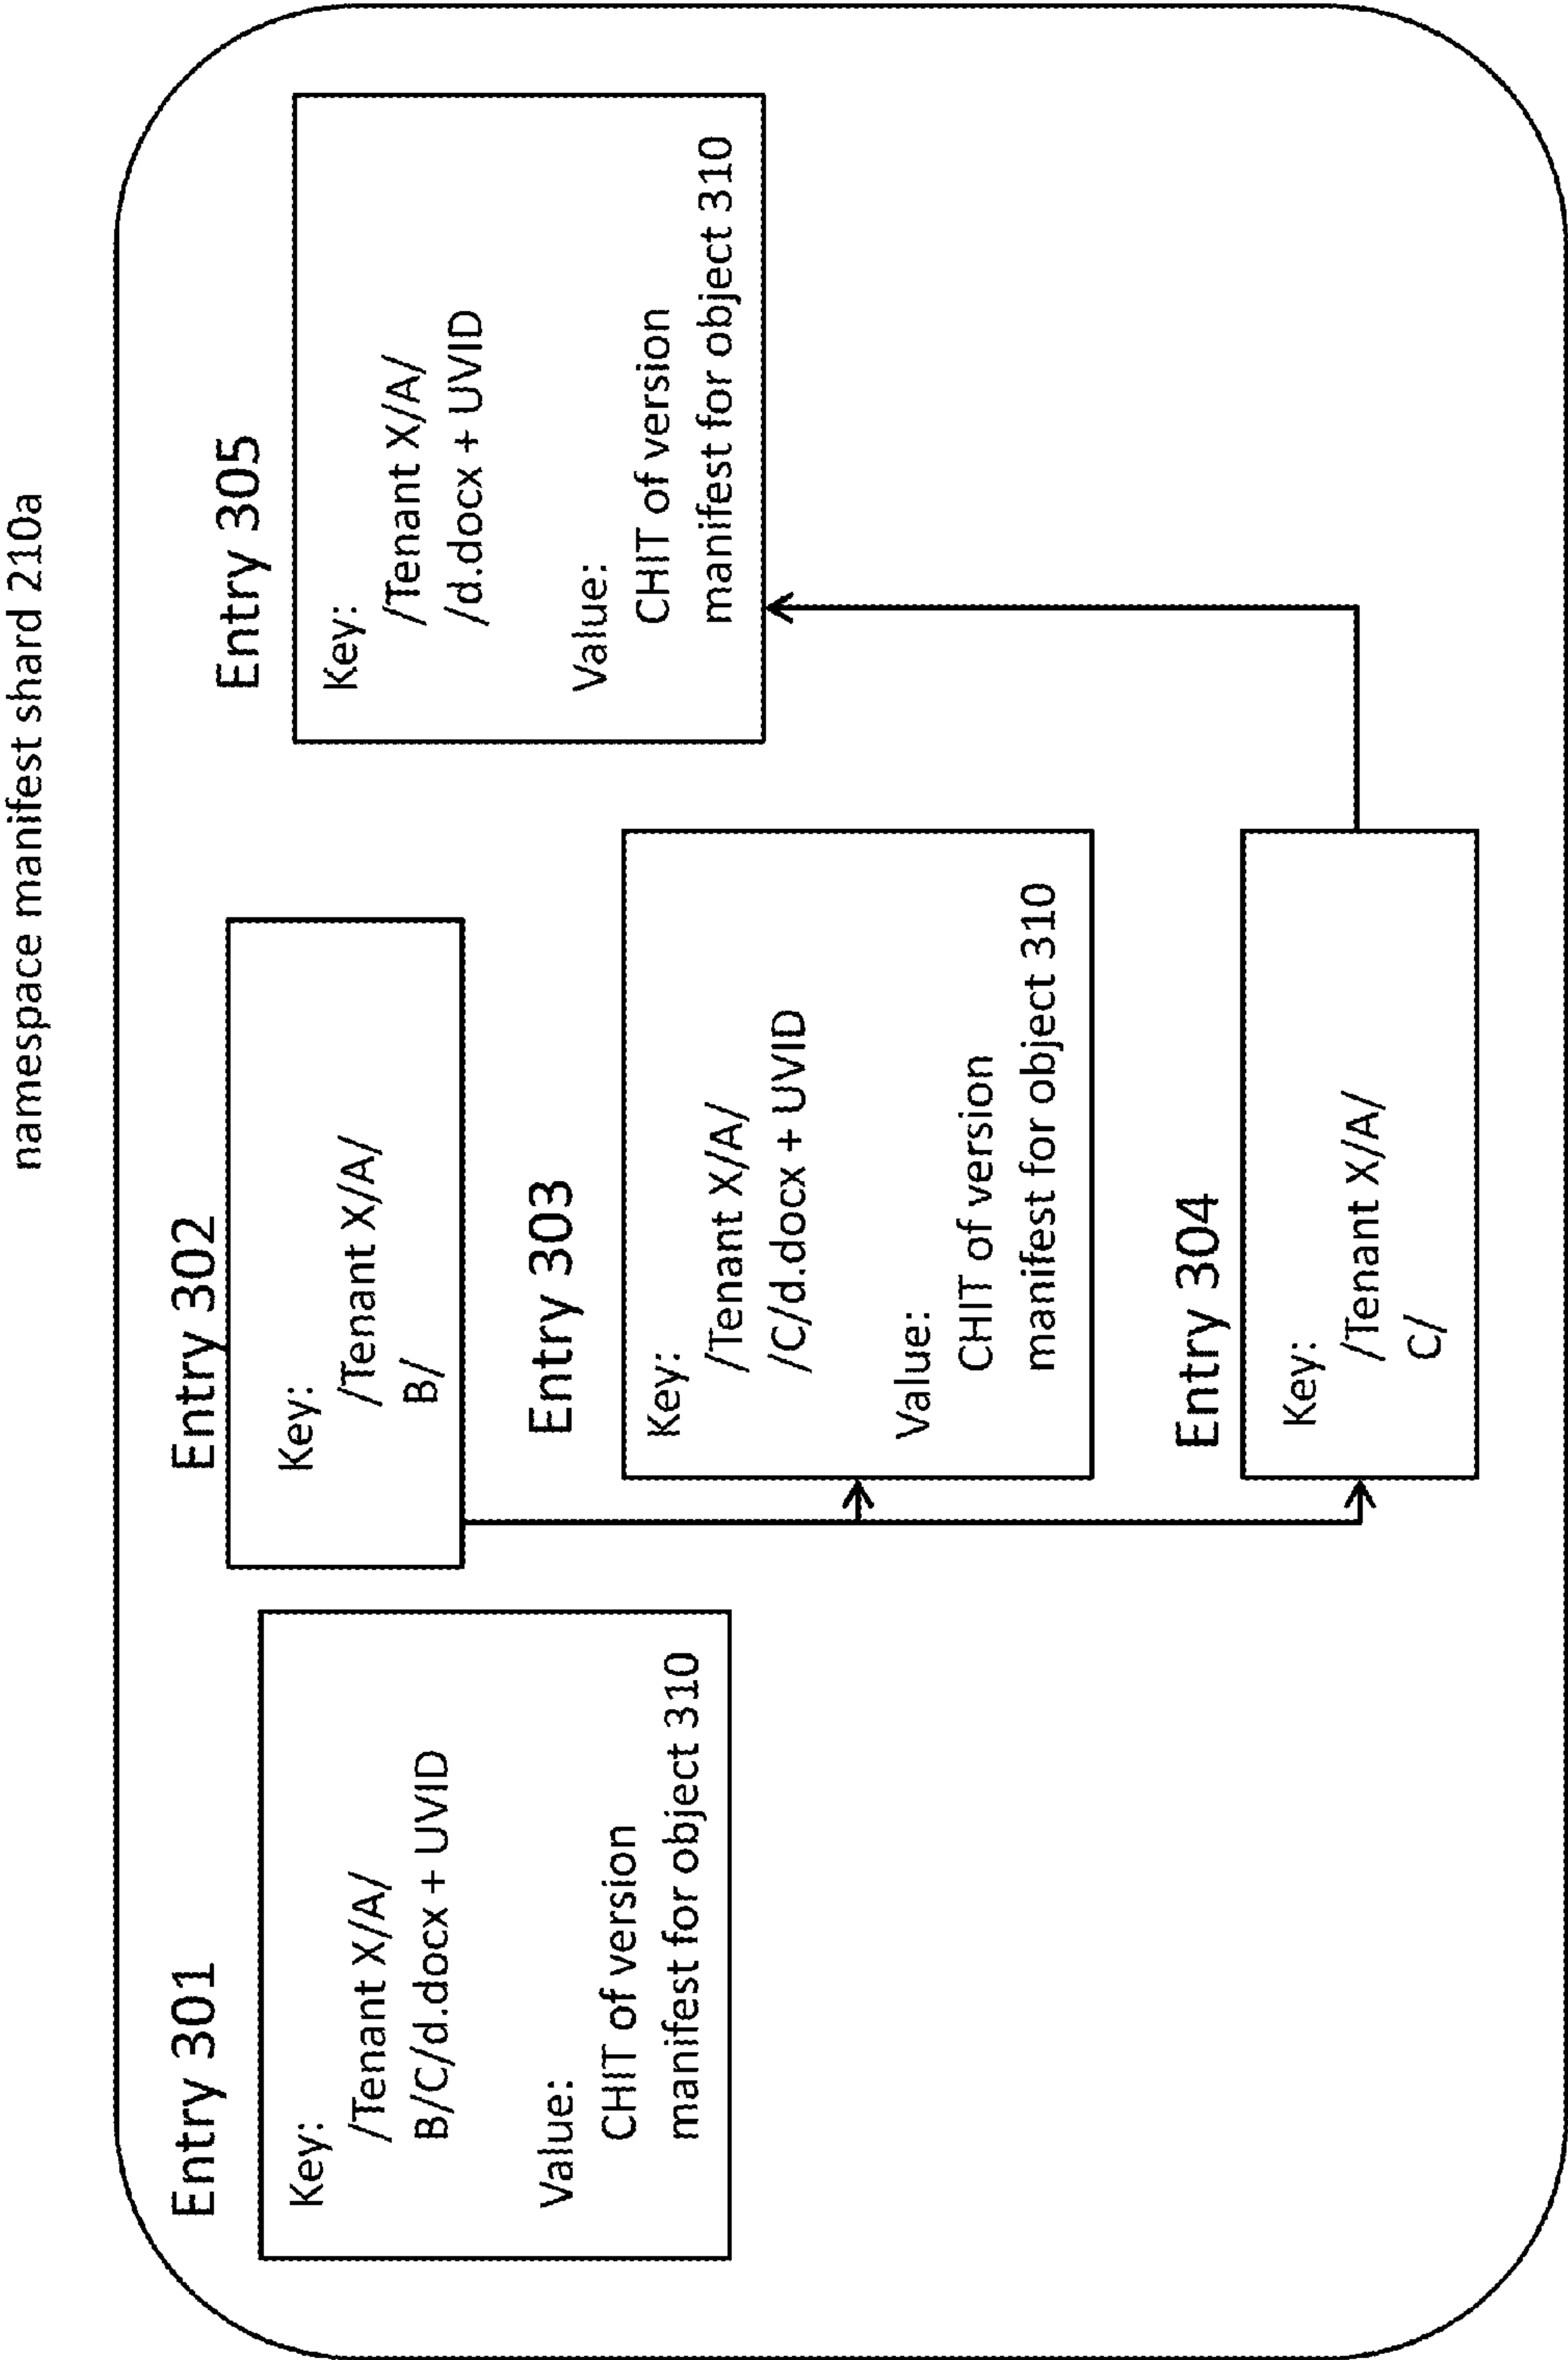 namespace manifest shard 210a
Entry 301
Key:
/Tenant X/A/
B/C/d.docx + UVID
Value:
CHIT of version
manifest for object 310
Entry 302
Key:
/Tenant X/A/
B/
Entry 303
Key:
/Tenant X/A/
/C/d.docx + UVID
Value:
CHIT of version
manifest for object 310
Entry 304
Key:
/Tenant X/A/
C/
Entry 305
Key:
/Tenant X/A/
/d.docx + UVID
Value:
CHIT of version
manifest for object 310